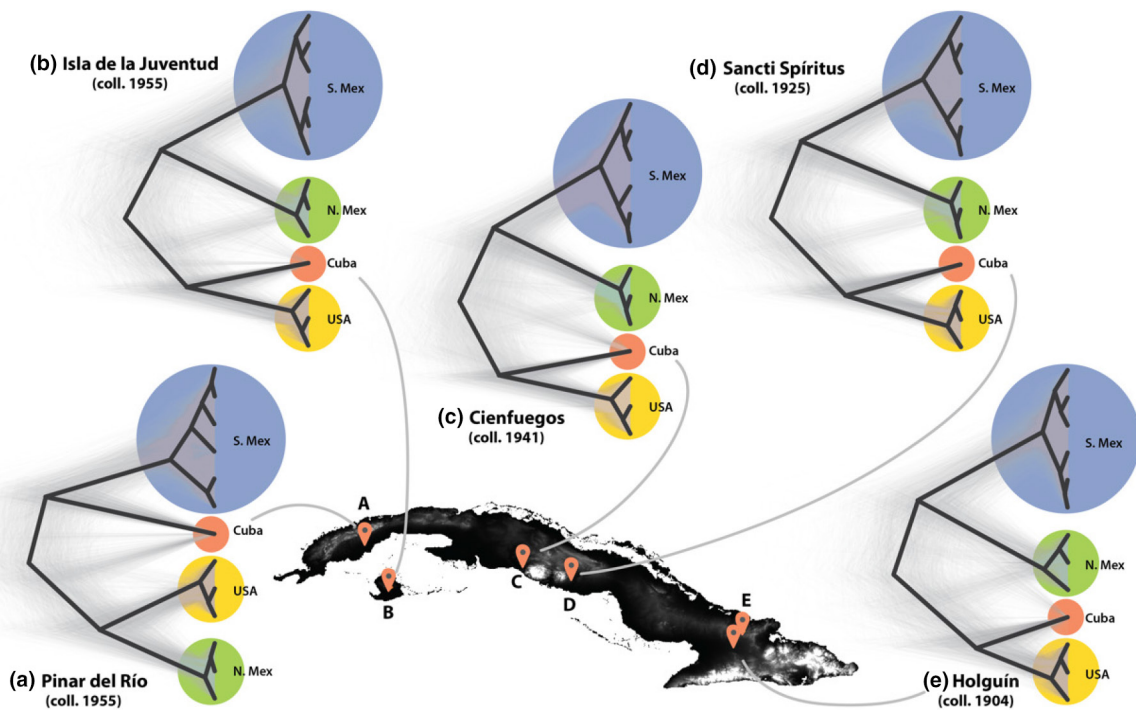 (b) Isla de la Juventud
(coll. 1955)
S. Mex
N. Mex
Cuba
USA
(d) Sancti Spíritus
(coll. 1925)
S. Mex
N. Mex
Cuba
USA
S. Mex
N. Mex
Cuba
USA
(c) Cienfuegos
(coll. 1941)
S. Mex
Cuba
USA
N. Mex
(a) Pinar del Río
(coll. 1955)
A
B
C
D
E
S. Mex
N. Mex
Cuba
USA
(e) Holguín
(coll. 1904)